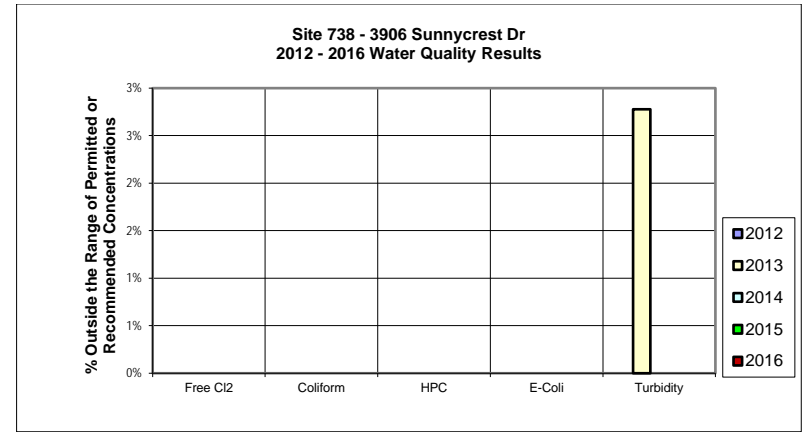 Site 738 - 3906 Sunnycrest Dr
2012 - 2016 Water Quality Results
% Outside the Range of Permitted or
Recommended Concentrations
3%
3%
2%
2%
1%
1%
0%
Free Cl2
Coliform
HPC
E-Coli
Turbidity
2012
2013
2014
2015
2016